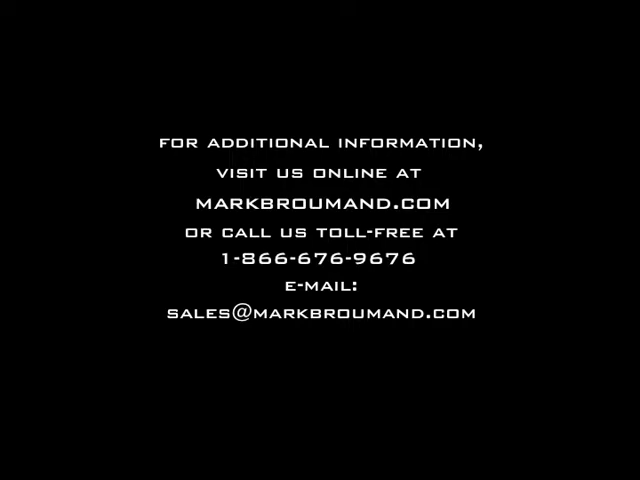 FOR ADDITIONAL INFORMATION,
VISIT US ONLINE AT
MARKBROUMAND.COM
OR CALL US TOLL-FREE AT
1-866-676-9676
E-MAIL:
SALES@MARKBROUMAND.COM